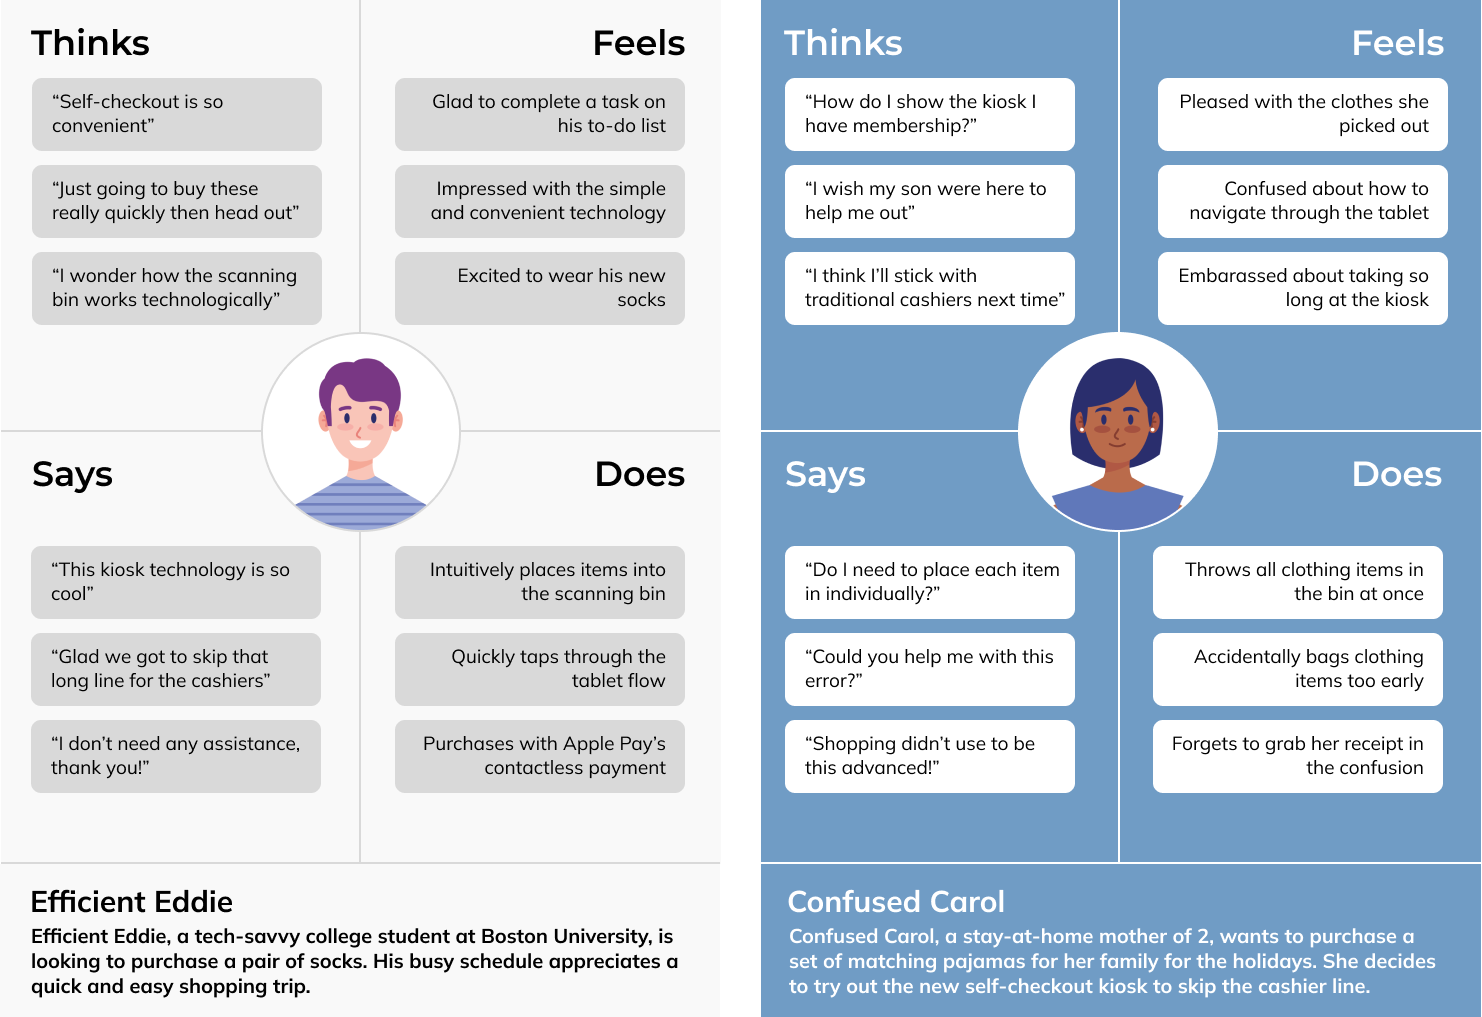 Thinks
“Self-checkout is so
convenient”
“Just going to buy these
really quickly then head out”
“I wonder how the scanning
bin works technologically”
Feels
Glad to complete a task on
his to-do list
Impressed with the simple
and convenient technology
Excited to wear his new
socks
Says
“This kiosk technology is so
cool”
“Glad we got to skip that
long line for the cashiers”
“I don’t need any assistance,
thank you!”
Does
Intuitively places items into
the scanning bin
Quickly taps through the
tablet flow
Purchases with Apple Pay’s
contactless payment
Efficient Eddie
Efficient Eddie, a tech-savvy college student at Boston University, is
looking to purchase a pair of socks. His busy schedule appreciates a
quick and easy shopping trip.
Thinks
“How do I show the kiosk I
have membership?”
“I wish my son were here to
help me out”
“I think I’ll stick with
traditional cashiers next time”
Feels
Pleased with the clothes she
picked out
Confused about how to
navigate through the tablet
Embarassed about taking so
long at the kiosk
Says
“Do I need to place each item
in individually?”
“Could you help me with this
error?”
“Shopping didn’t use to be
this advanced!”
Does
Throws all clothing items in
the bin at once
Accidentally bags clothing
items too early
Forgets to grab her receipt in
the confusion
Confused Carol
Confused Carol, a stay-at-home mother of 2, wants to purchase a
set of matching pajamas for her family for the holidays. She decides
to try out the new self-checkout kiosk to skip the cashier line.